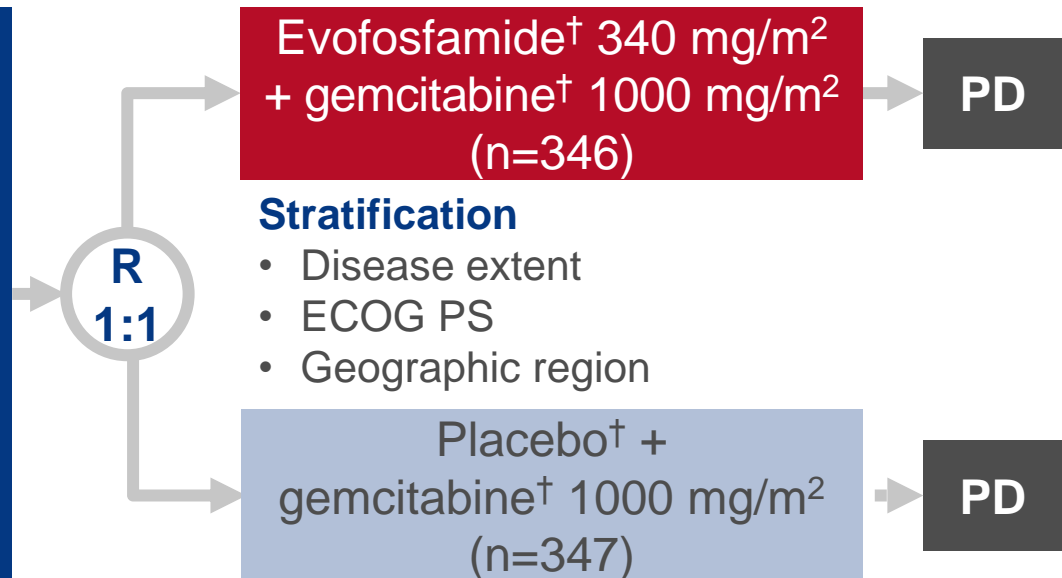 Evofosfamide† 340 mg/m²
+ gemcitabine† 1000 mg/m²
(n=346)
PD
Stratification
• Disease extent
• ECOG PS
• Geographic region
R
1:1
Placebo† +
gemcitabine† 1000 mg/m²
(n=347)
PD